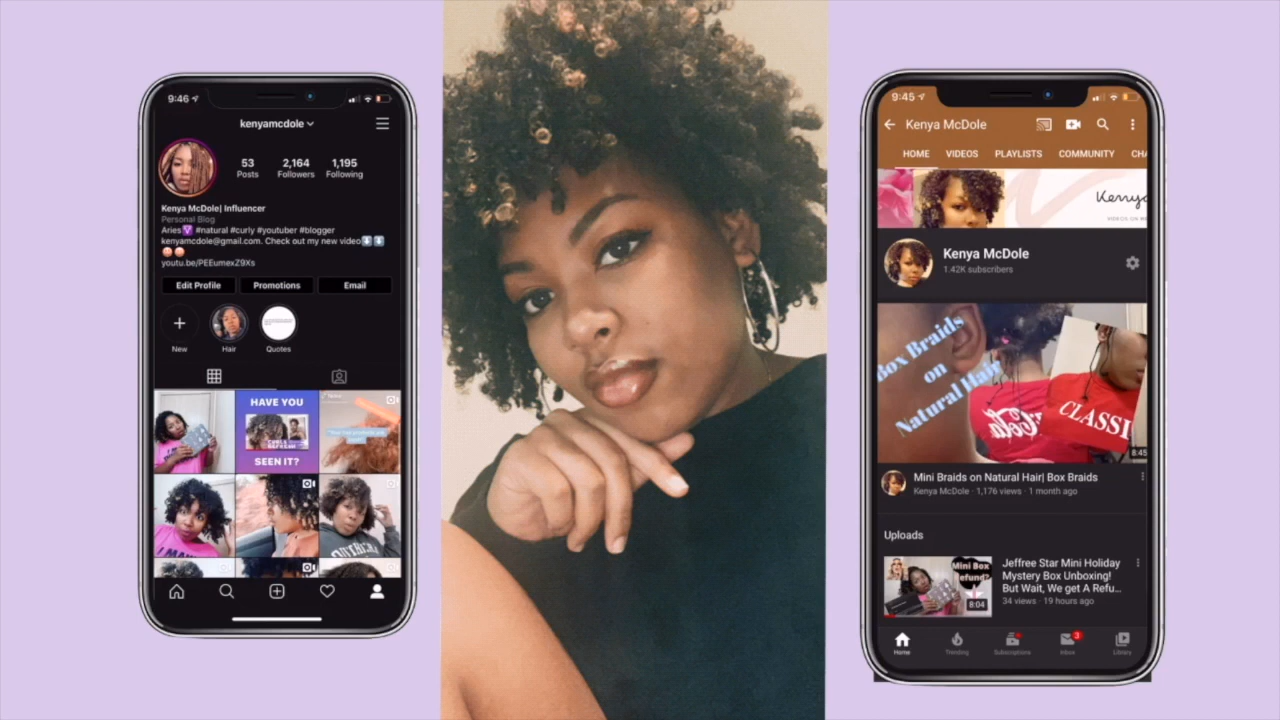 9:46
kenyamcdole
53 2,164 1,195
Posts Followers Following
Kenya McDole| Influencer
Personal Blog
Aries♈ #natural #curly #youtuber #blogger
kenyamcdole@gmail.com. Check out my new video⬇️⬇️
youtu.be/PEEumexZ9Xs
Edit Profile Promotions Email
New Hair Quotes
HAVE YOU
SEEN IT?
9:45
Kenya McDole
HOME VIDEOS PLAYLISTS COMMUNITY CHA
Kenya
Kenya McDole
1.42K subscribers
Box Braids
on
Natural Hair
CLASSI
8:45
Mini Braids on Natural Hair| Box Braids
Kenya McDole · 1,176 views · 1 month ago
Uploads
Mini Box
Refund?
8:04
Jeffree Star Mini Holiday
Mystery Box Unboxing!
But Wait, We get A Refu...
34 views · 19 hours ago
3
Home Trending Subscriptions Inbox Library